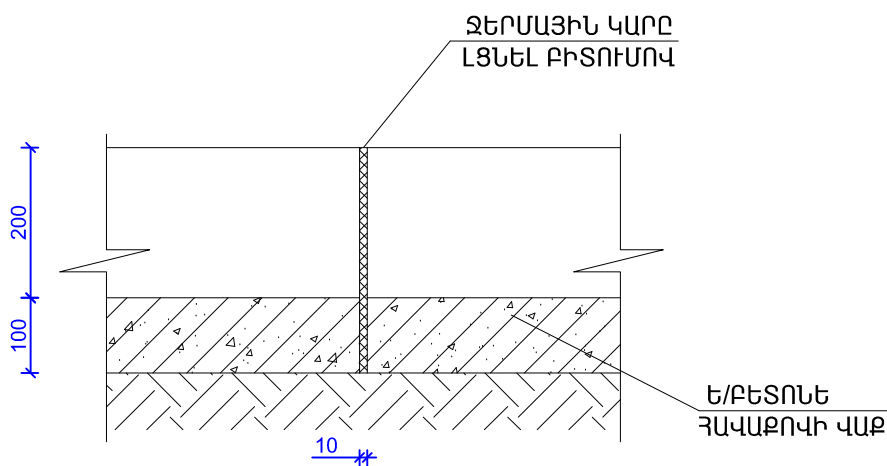 ՋԵՐՄԱՅԻՆ ԿԱՐԸ
ԼՑՆԵԼ ԲԻՏՈՒՄՈՎ
200
100
Ե/ԲԵՏՈՆԵ
ՀԱՎԱՔՈՎԻ ՎԱՔ
10